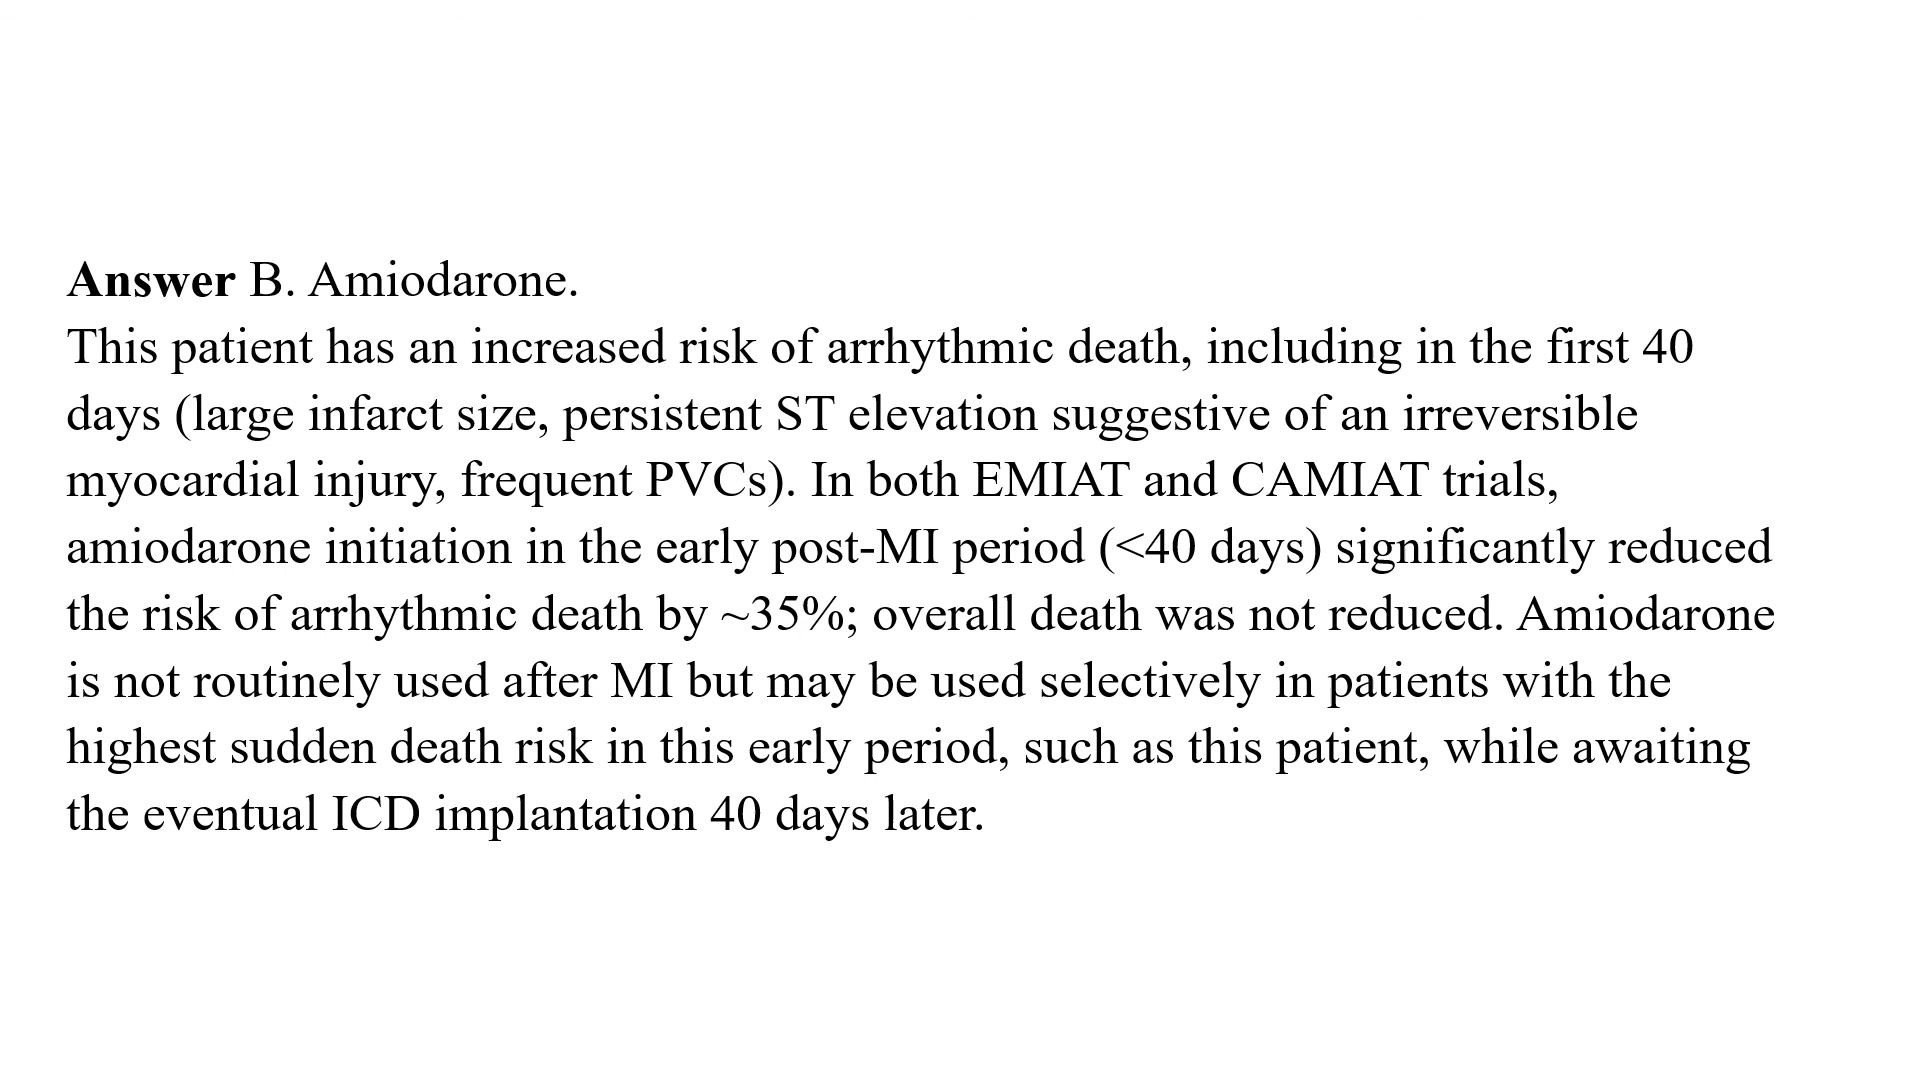 Answer B. Amiodarone.
This patient has an increased risk of arrhythmic death, including in the first 40
days (large infarct size, persistent ST elevation suggestive of an irreversible
myocardial injury, frequent PVCs). In both EMIAT and CAMIAT trials,
amiodarone initiation in the early post-MI period (<40 days) significantly reduced
the risk of arrhythmic death by ~35%; overall death was not reduced. Amiodarone
is not routinely used after MI but may be used selectively in patients with the
highest sudden death risk in this early period, such as this patient, while awaiting
the eventual ICD implantation 40 days later.